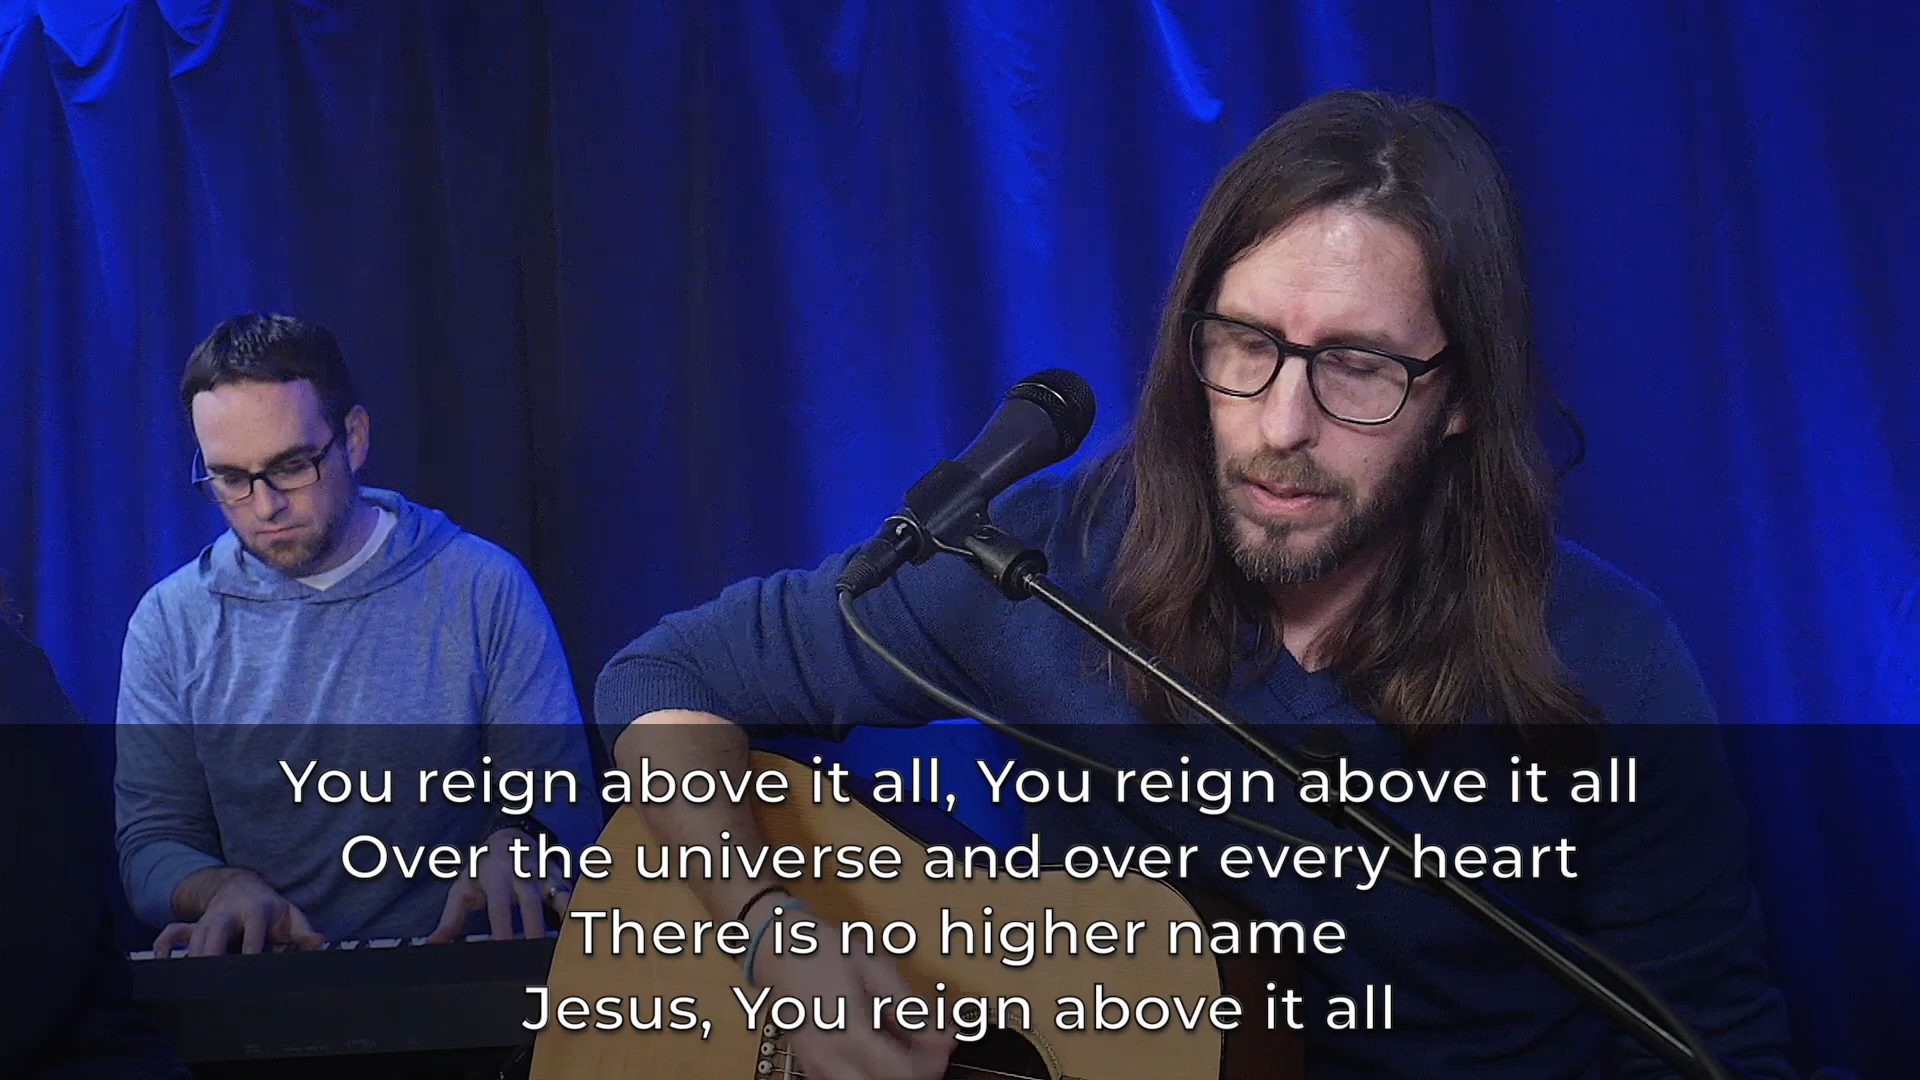 You reign above it all, You reign above it all
Over the universe and over every heart
There is no higher name
Jesus, You reign above it all